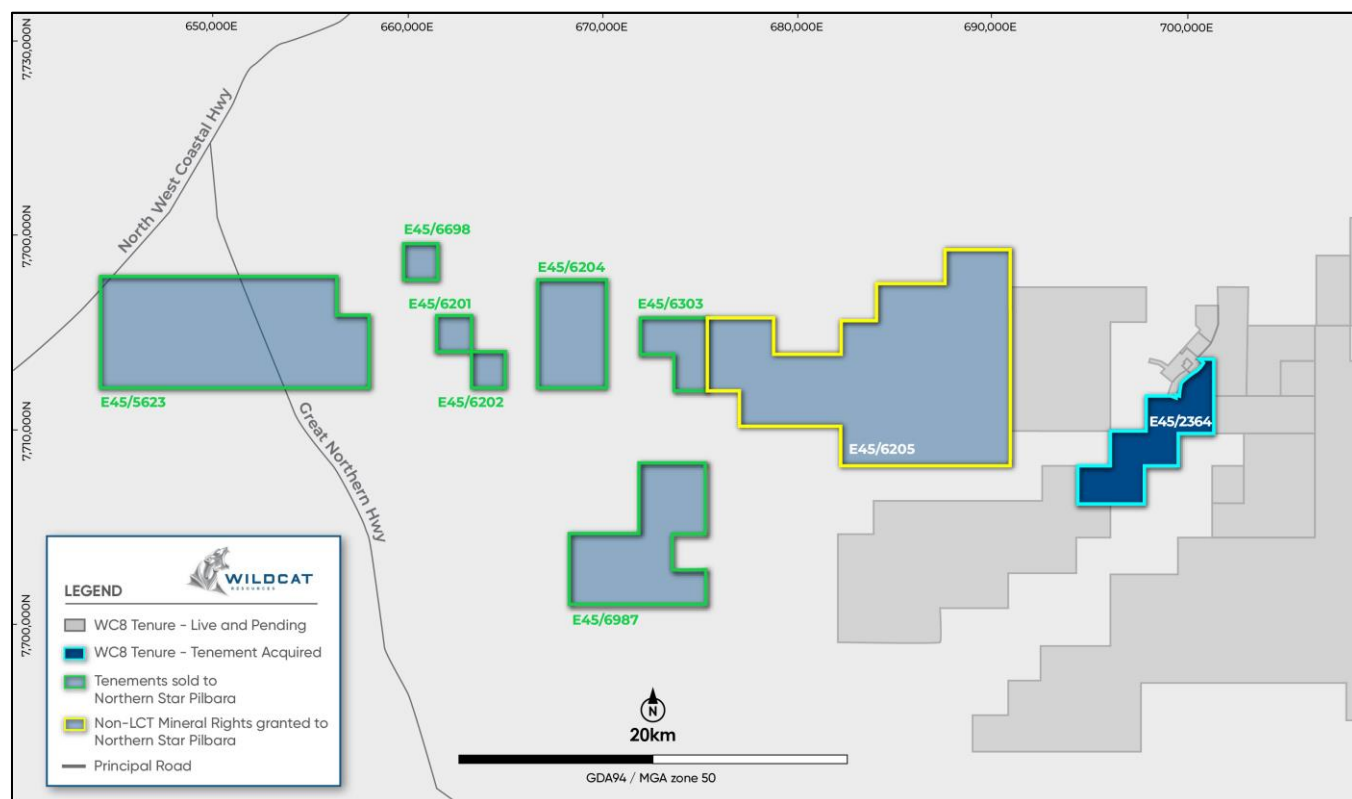 650,000E
660,000E
670,000E
680,000E
690,000E
700,000E
7,730,000N
7,700,000N
7,710,000N
7,700,000N
North West Coastal Hwy
Great Northern Hwy
E45/6698
E45/6204
E45/6201
E45/6303
E45/6202
E45/5623
E45/2364
E45/6205
E45/6987
WILDCAT
RESOURCES
LEGEND
WC8 Tenure - Live and Pending
WC8 Tenure - Tenement Acquired
Tenements sold to
Northern Star Pilbara
Non-LCT Mineral Rights granted to
Northern Star Pilbara
Principal Road
N
20km
GDA94 / MGA zone 50